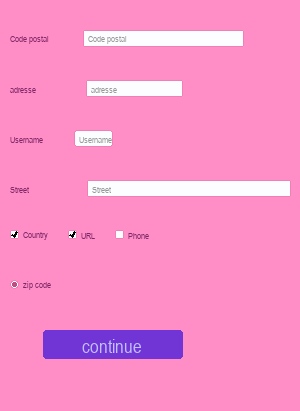 Code postal Code postal
adresse adresse
Username Username
Street Street
Country URL Phone
zip code
continue